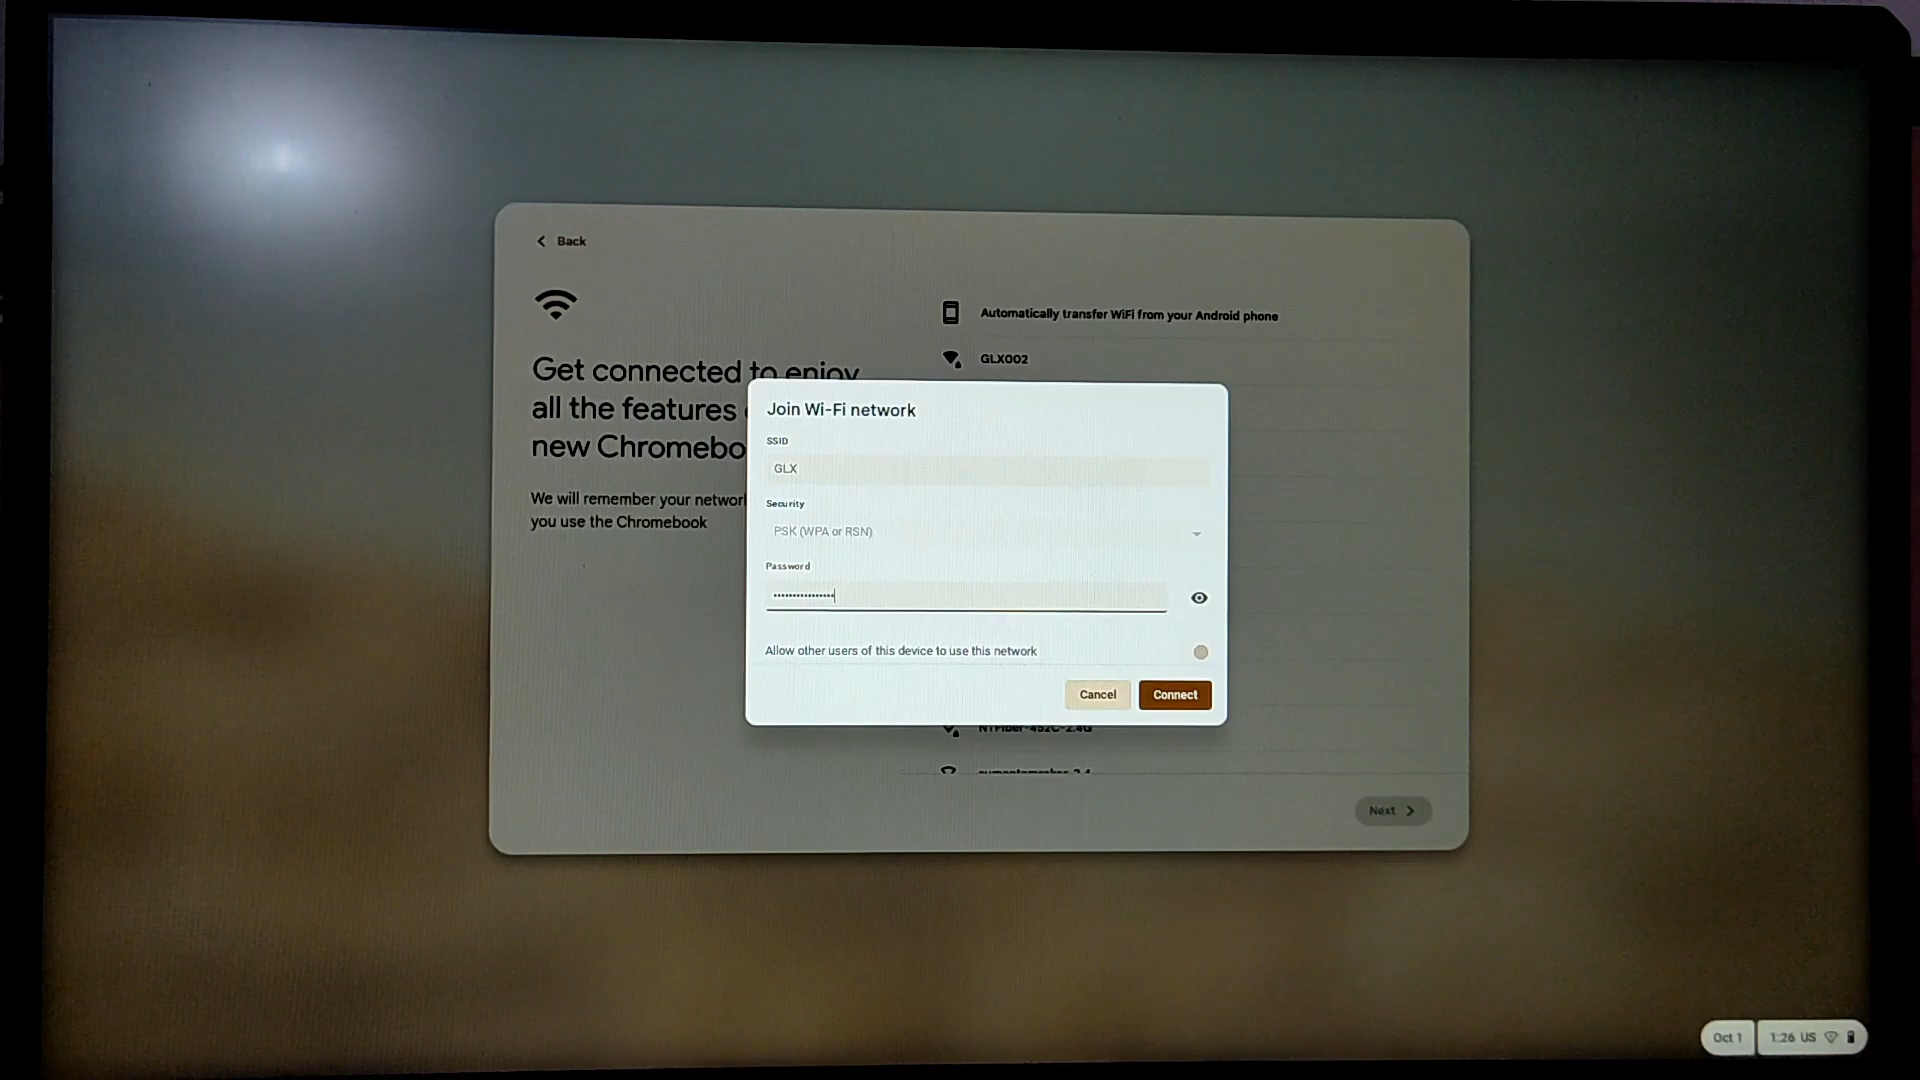 Back
Get connected to enjoy
all the features
new Chromebo
We will remember your networ
you use the Chromebook
Automatically transfer WiFi from your Android phone
GLX002
Join Wi-Fi network
SSID
GLX
Security
PSK (WPA or RSN)
Password
••••••••••••••••
Allow other users of this device to use this network
Cancel
Connect
Next
Oct 1
1:26 US